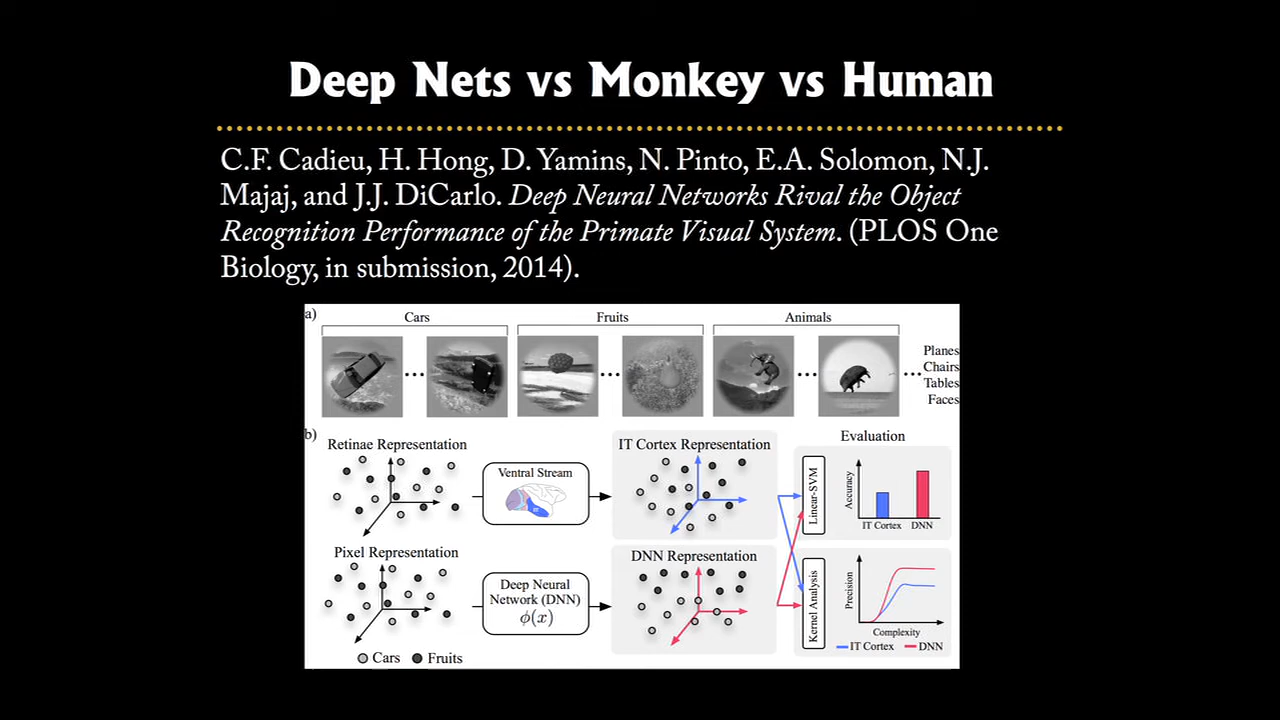 Deep Nets vs Monkey vs Human
C.F. Cadieu, H. Hong, D. Yamins, N. Pinto, E.A. Solomon, N.J.
Majaj, and J.J. DiCarlo. Deep Neural Networks Rival the Object
Recognition Performance of the Primate Visual System. (PLOS One
Biology, in submission, 2014).
a)
Cars
Fruits
Animals
Planes
Chairs
Tables
Faces
b)
Retinae Representation
Ventral Stream
IT Cortex Representation
Evaluation
Linear-SVM
Accuracy
IT Cortex
DNN
Pixel Representation
Deep Neural
Network (DNN)
ϕ(x)
DNN Representation
Kernel Analysis
Precision
Complexity
IT Cortex
DNN
Cars
Fruits